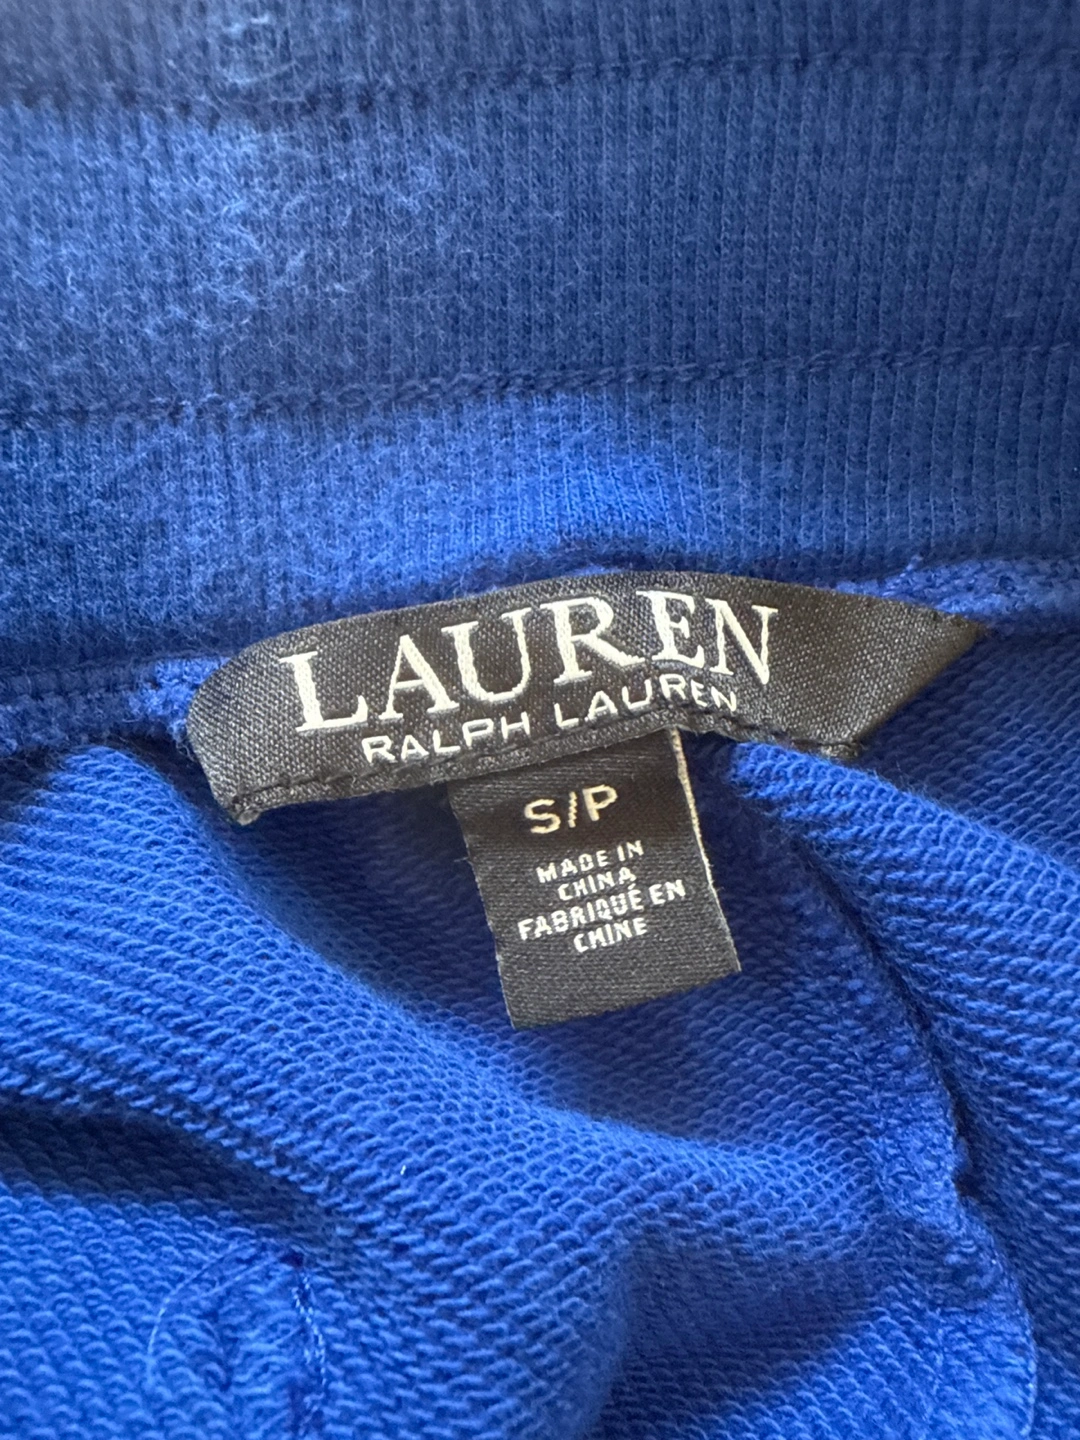 LAUREN
RALPH LAUREN
S/P
MADE IN
CHINA
FABRIQUÉ EN
CHINE